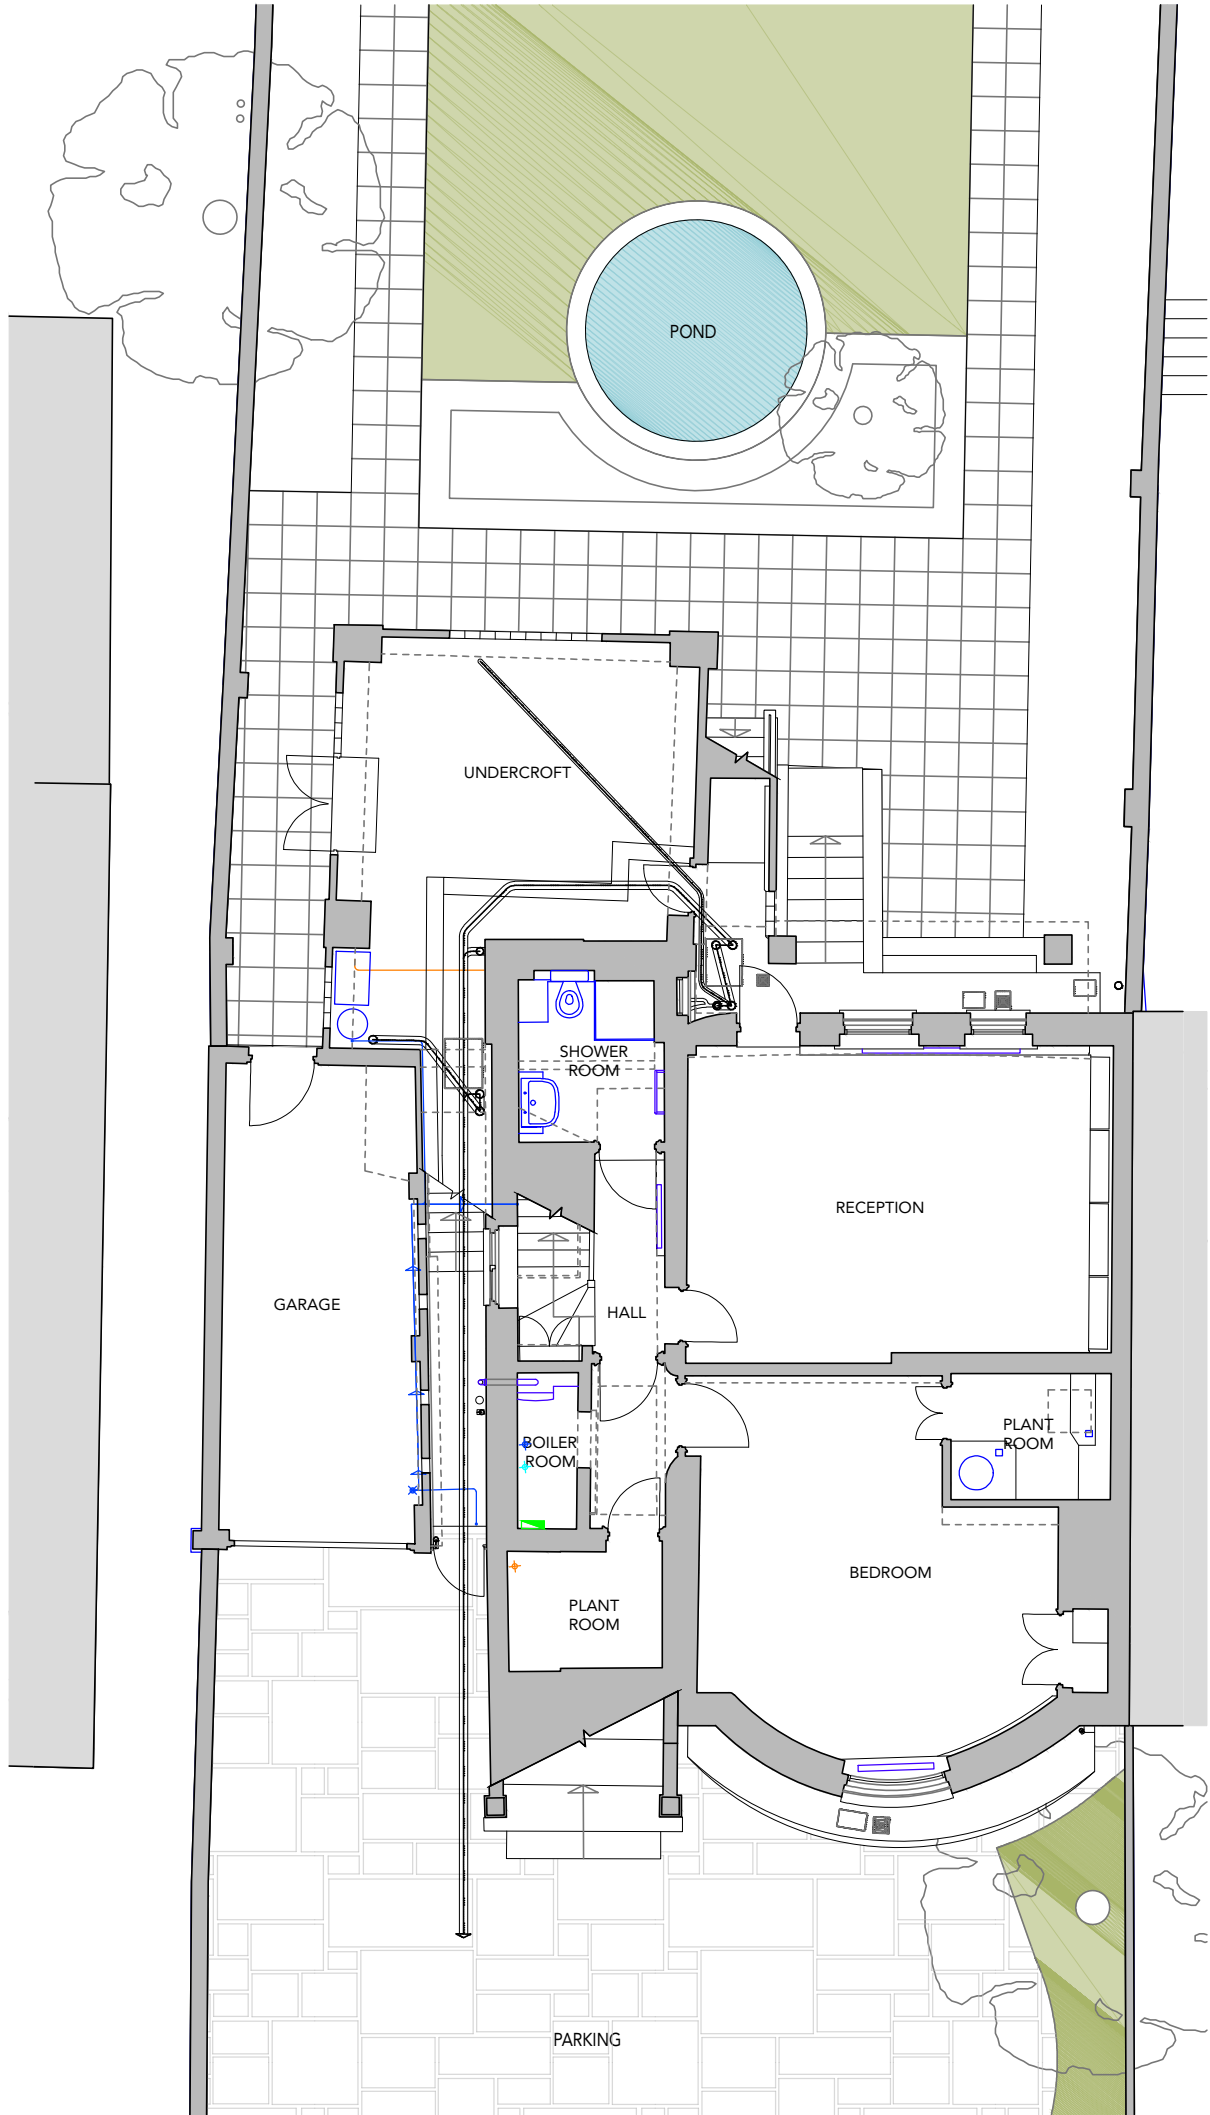 POND
UNDERCROFT
SHOWER
ROOM
RECEPTION
GARAGE
HALL
PLANT
ROOM
BOILER
ROOM
BEDROOM
PLANT
ROOM
PARKING